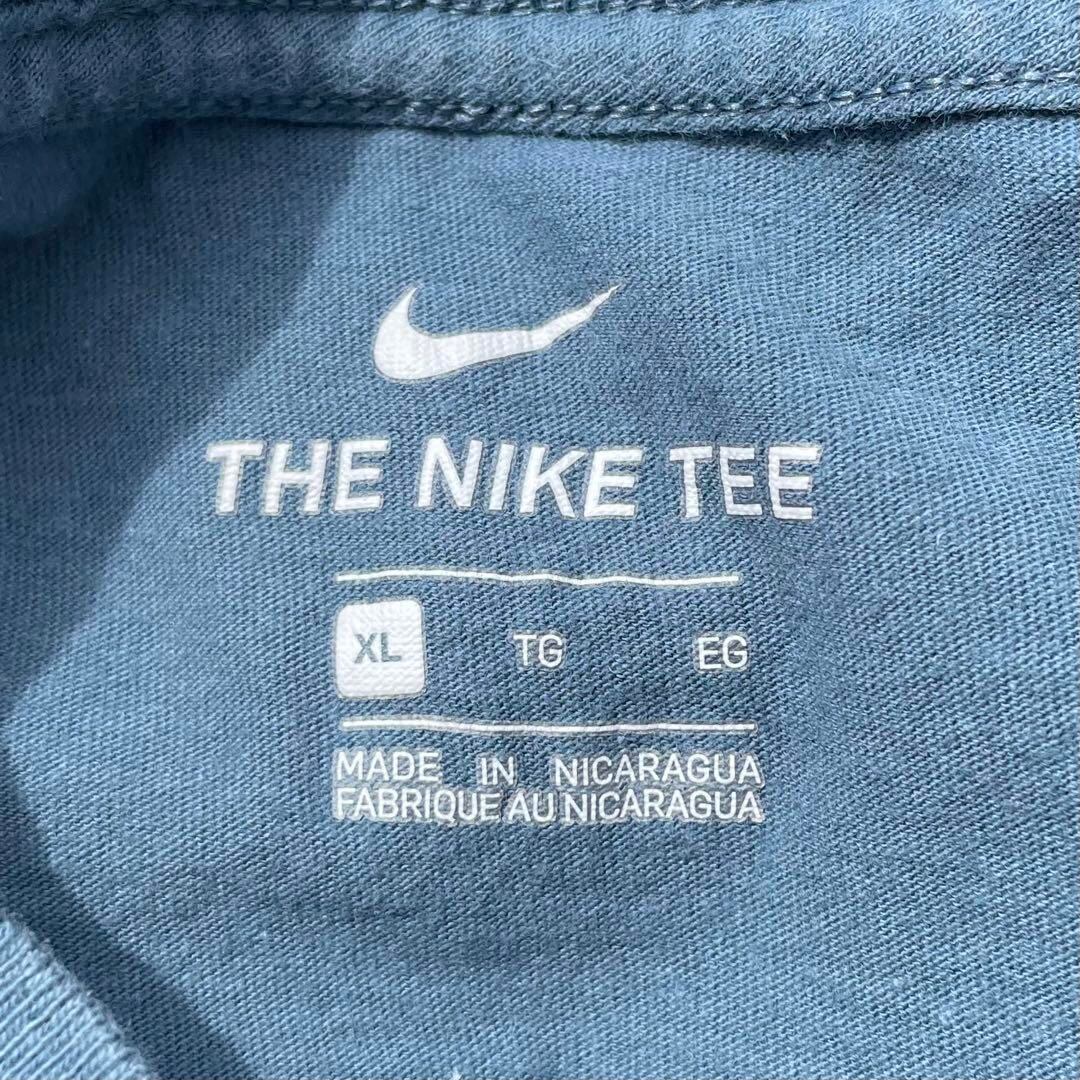 THE NIKE TEE
XL TG EG
MADE IN NICARAGUA
FABRIQUE AU NICARAGUA